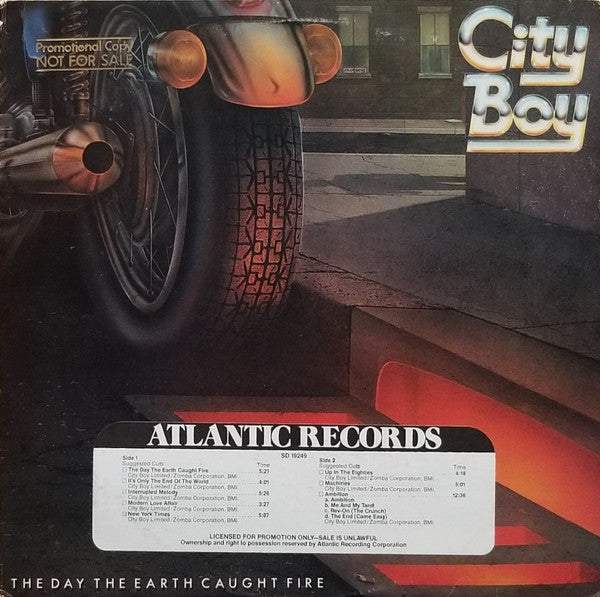 Promotional Copy
NOT FOR SALE
City
Boy
ATLANTIC RECORDS
SD 19249
Side 1
Suggested Cuts Time
☐ The Day The Earth Caught Fire 5:21
City Boy Limited/Zomba Corporation, BMI
☐ It's Only The End Of The World 4:01
City Boy Limited/Zomba Corporation, BMI
☐ Interrupted Melody 5:26
City Boy Limited/Zomba Corporation, BMI
☐ Modern Love Affair 3:27
City Boy Limited/Zomba Corporation, BMI
☐ New York Times 5:07
City Boy Limited/Zomba Corporation, BMI
Side 2
Suggested Cuts Time
☐ Up In The Eighties 4:18
City Boy Limited/Zomba Corporation, BMI
☐ Machines 5:01
City Boy Limited/Zomba Corporation, BMI
☐ Ambition 12:36
a. Ambition
b. Me And My Tarot
c. Rev-On (The Crunch)
d. The End (Came Easy)
City Boy Limited/Zomba Corporation, BMI
LICENSED FOR PROMOTION ONLY—SALE IS UNLAWFUL
Ownership and right to possession reserved by Atlantic Recording Corporation
THE DAY THE EARTH CAUGHT FIRE